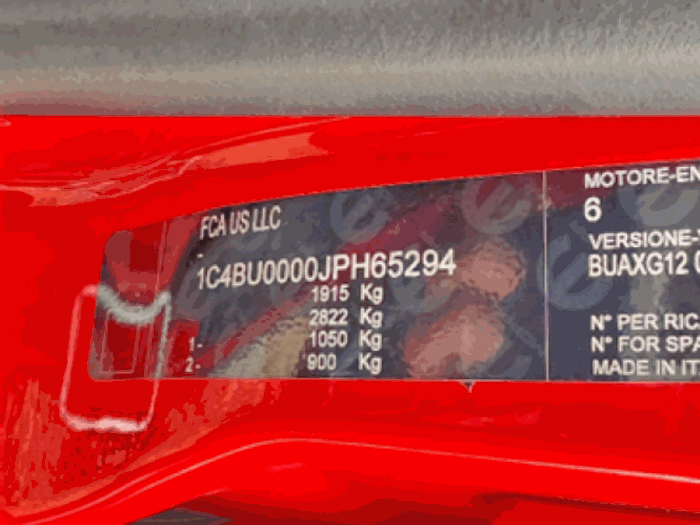 FCA US LLC
-
1C4BU0000JPH65294
1915 Kg
2822 Kg
1- 1050 Kg
2- 900 Kg
MOTORE-EN
6
VERSIONE-
BUAXG12
N° PER RIC
N° FOR SPA
MADE IN IT